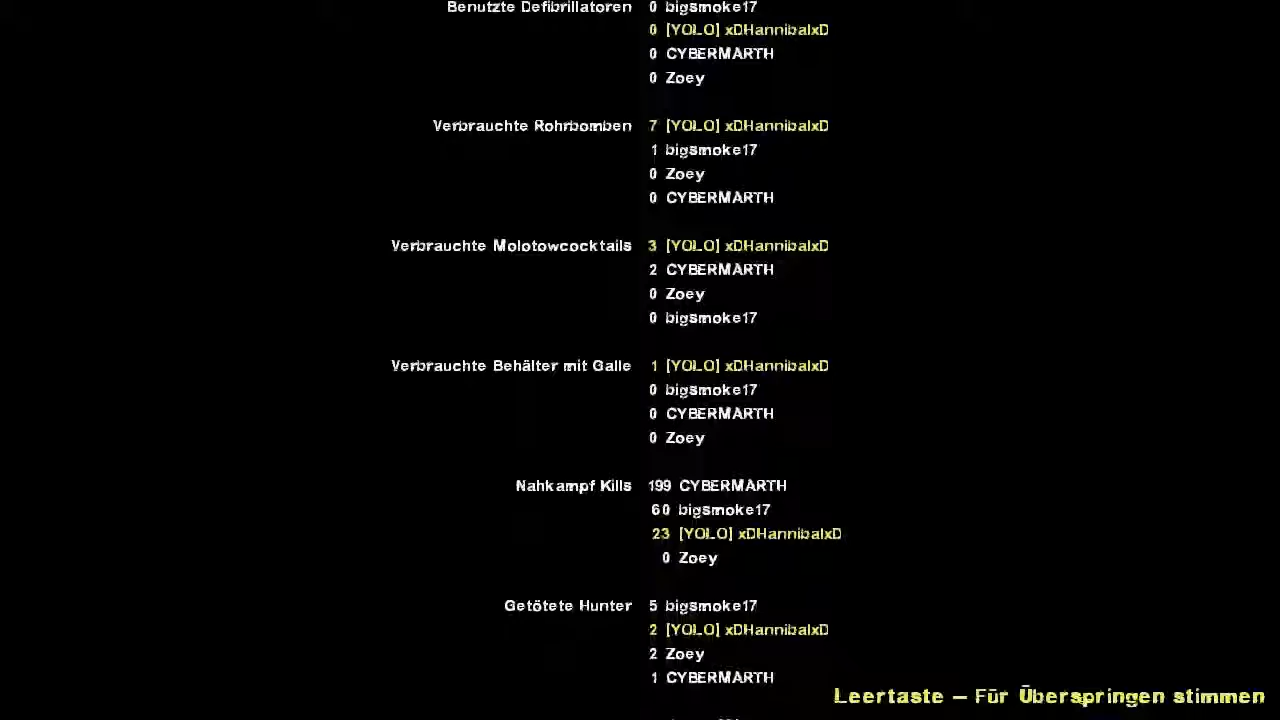 Benutzte Defibrillatoren 0 bigsmoke17
0 [YOLO] xDHannibalxD
0 CYBERMARTH
0 Zoey
Verbrauchte Rohrbomben 7 [YOLO] xDHannibalxD
1 bigsmoke17
0 Zoey
0 CYBERMARTH
Verbrauchte Molotowcocktails 3 [YOLO] xDHannibalxD
2 CYBERMARTH
0 Zoey
0 bigsmoke17
Verbrauchte Behälter mit Galle 1 [YOLO] xDHannibalxD
0 bigsmoke17
0 CYBERMARTH
0 Zoey
Nahkampf Kills 199 CYBERMARTH
60 bigsmoke17
23 [YOLO] xDHannibalxD
0 Zoey
Getötete Hunter 5 bigsmoke17
2 [YOLO] xDHannibalxD
2 Zoey
1 CYBERMARTH
Leertaste – Für Überspringen stimmen